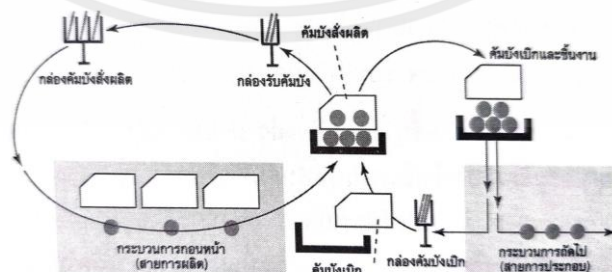 คัมบังสั่งผลิต
คัมบังเบิกและชิ้นงาน
กล่องคัมบังสั่งผลิต
กล่องรับคัมบัง
กระบวนการก่อนหน้า
(สายการผลิต)
คัมบังเบิก
กล่องคัมบังเบิก
กระบวนการถัดไป
(สายการประกอบ)